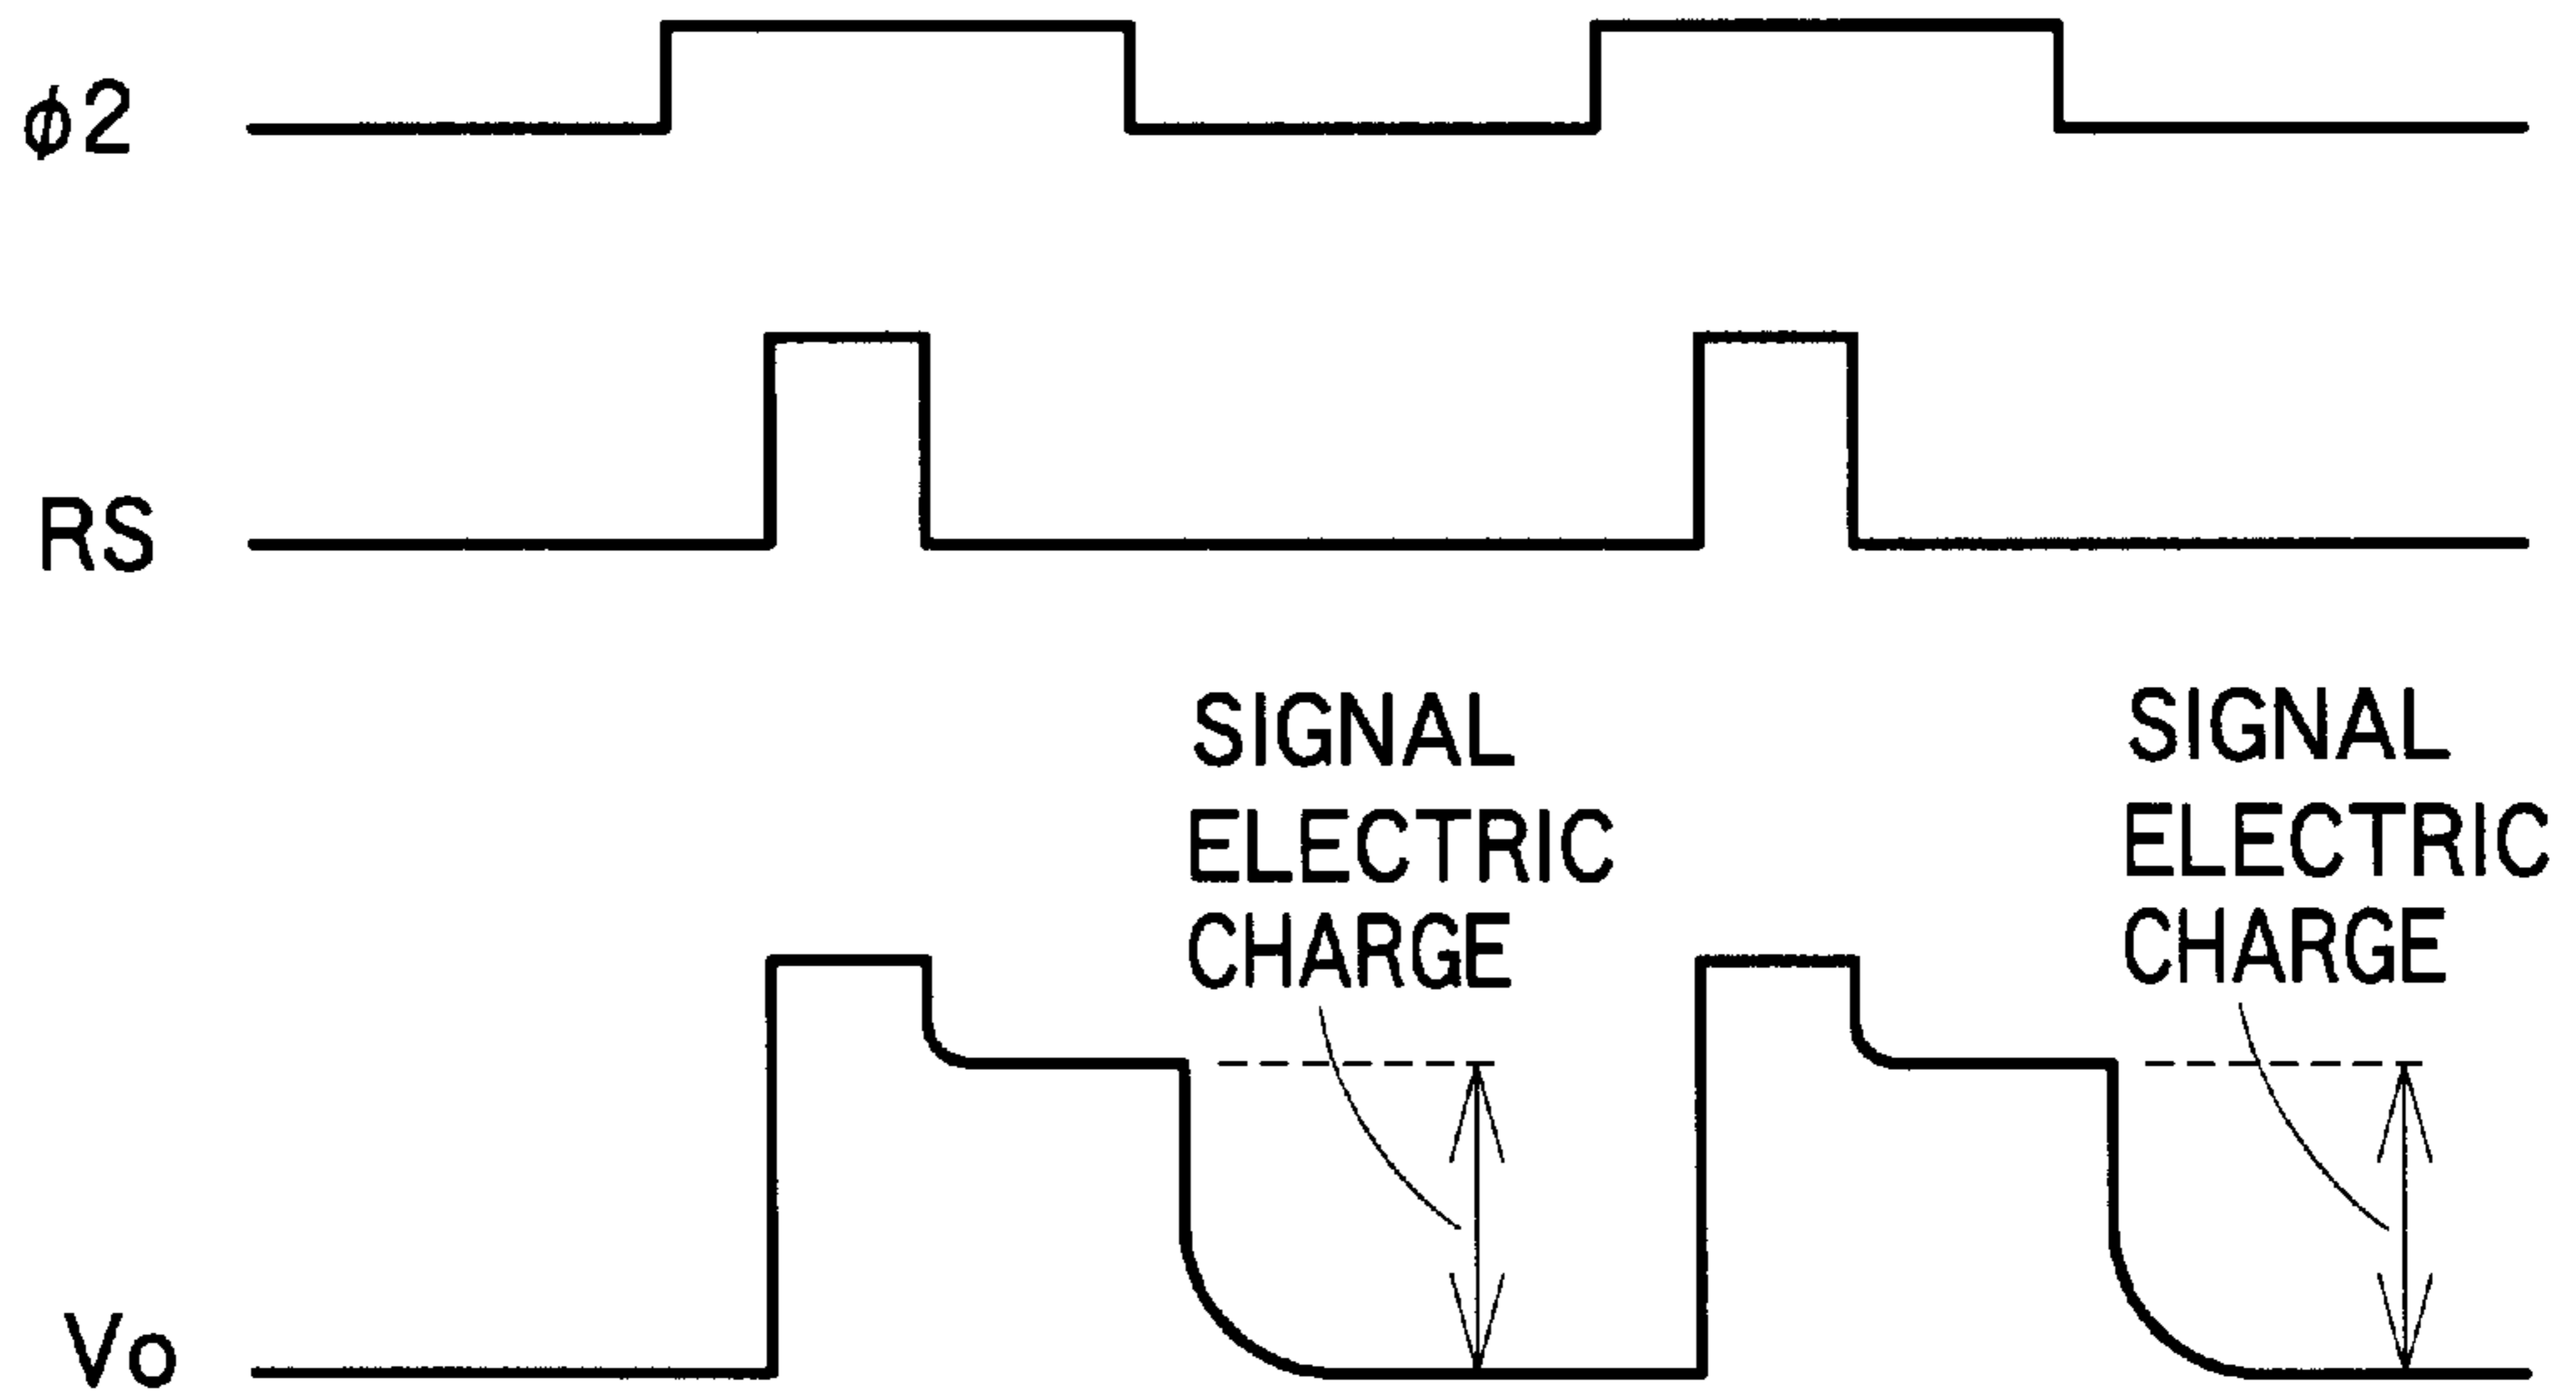 ϕ2
RS
SIGNAL
ELECTRIC
CHARGE
SIGNAL
ELECTRIC
CHARGE
Vo